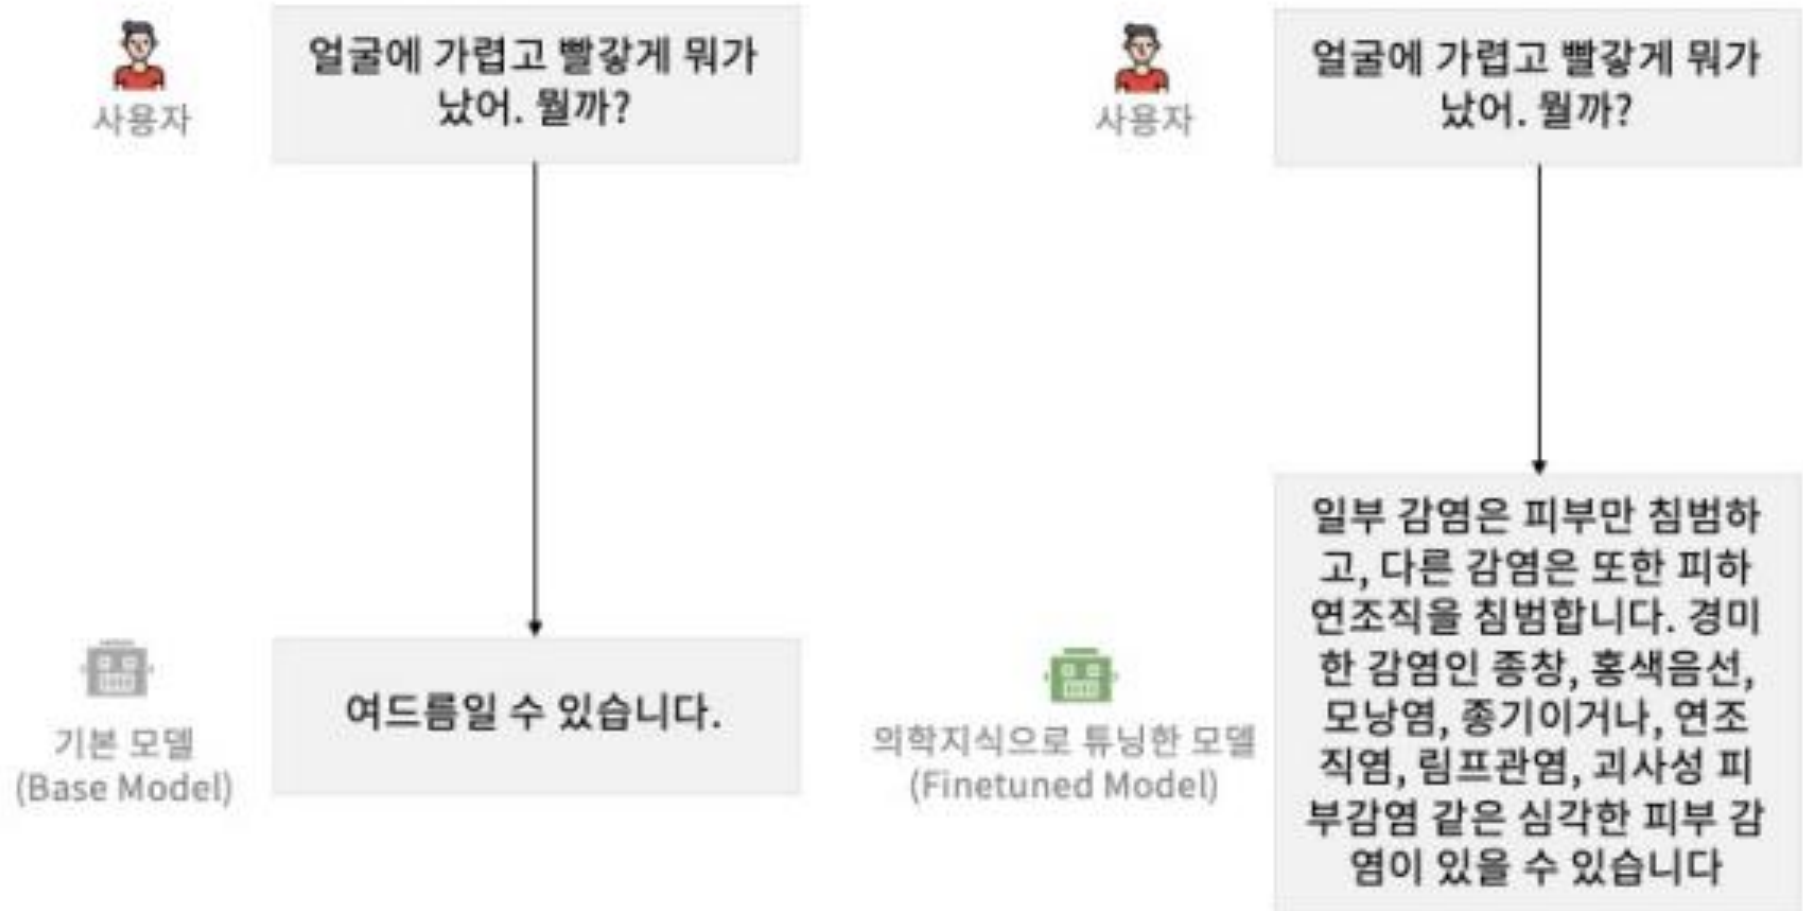 얼굴에 가렵고 빨갛게 뭐가
났어. 뭘까?
사용자
여드름일 수 있습니다.
기본 모델
(Base Model)
얼굴에 가렵고 빨갛게 뭐가
났어. 뭘까?
사용자
일부 감염은 피부만 침범하
고, 다른 감염은 또한 피하
연조직을 침범합니다. 경미
한 감염인 종창, 홍색음선,
모낭염, 종기이거나, 연조
직염, 림프관염, 괴사성 피
부감염 같은 심각한 피부 감
염이 있을 수 있습니다
의학지식으로 튜닝한 모델
(Finetuned Model)